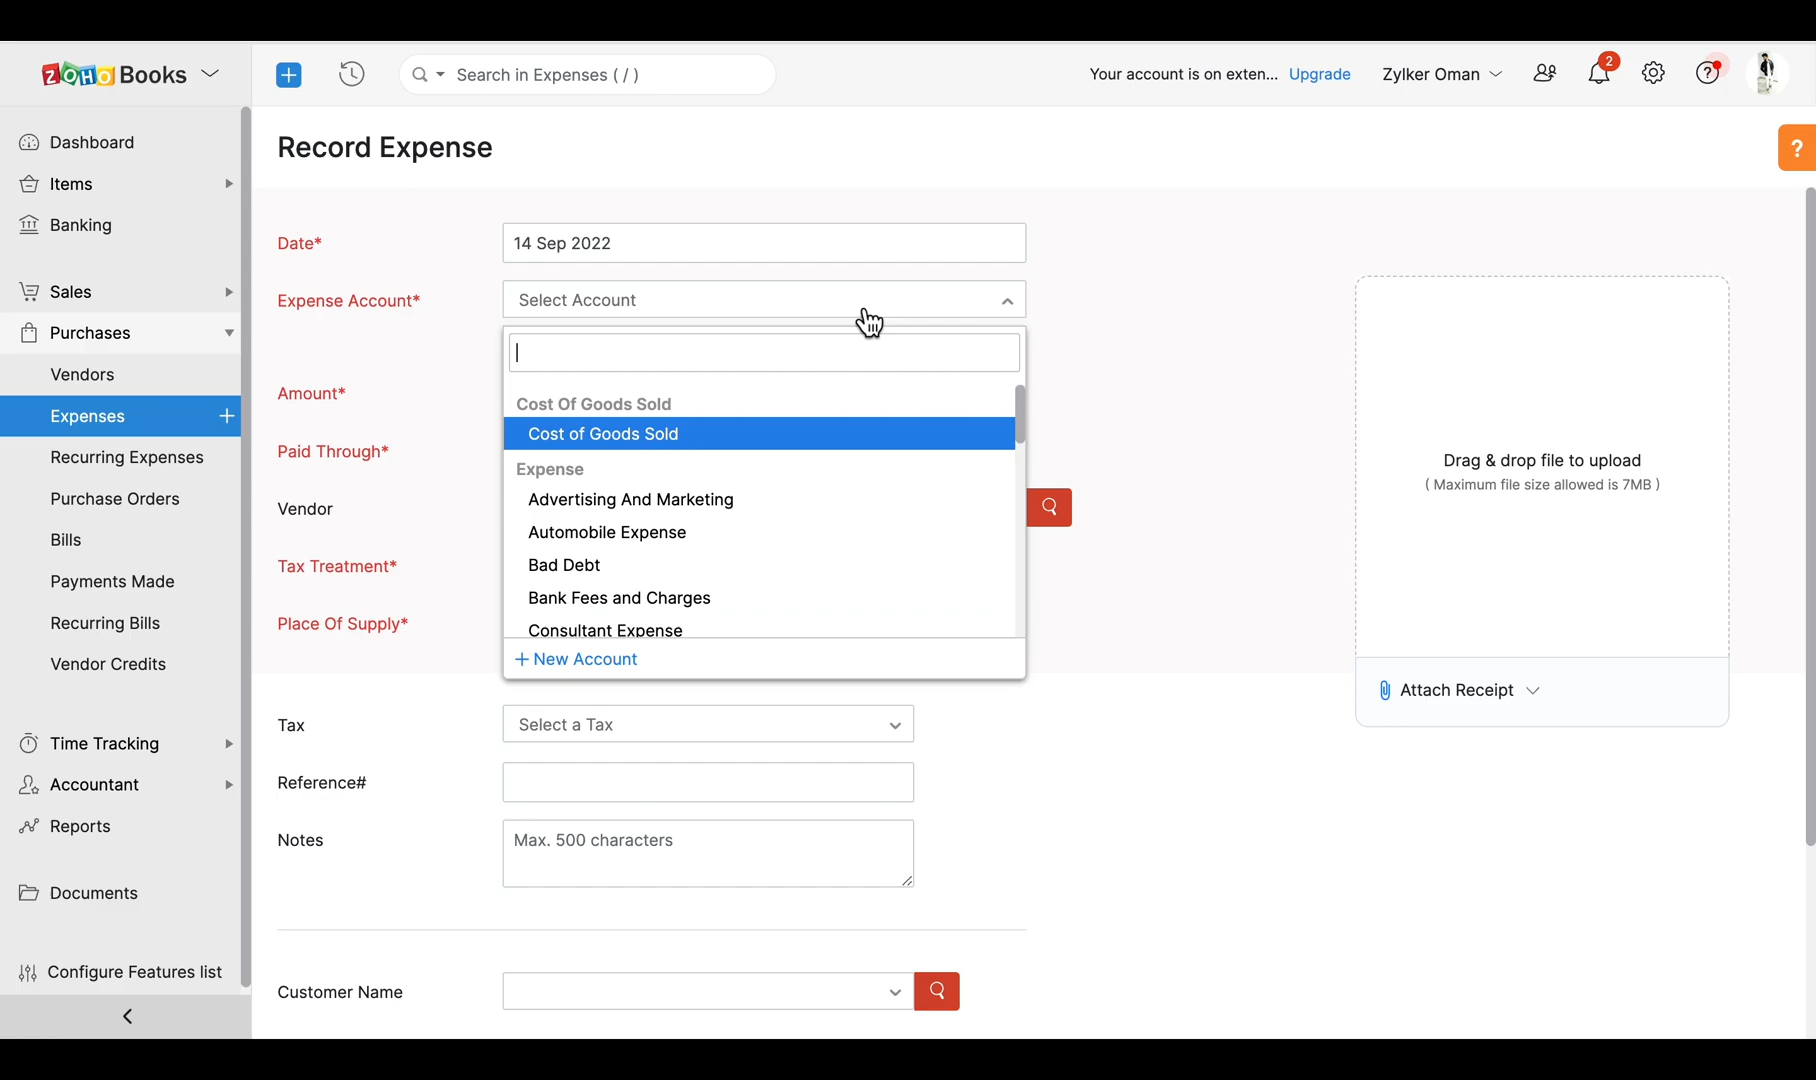 ZOHO Books
Search in Expenses ( / )
Your account is on exten... Upgrade
Zylker Oman
2
?
Dashboard
Items
Banking
Sales
Purchases
Vendors
Expenses
Recurring Expenses
Purchase Orders
Bills
Payments Made
Recurring Bills
Vendor Credits
Time Tracking
Accountant
Reports
Documents
Configure Features list
Record Expense
?
Date*
14 Sep 2022
Expense Account*
Select Account
Cost Of Goods Sold
Cost of Goods Sold
Expense
Advertising And Marketing
Automobile Expense
Bad Debt
Bank Fees and Charges
Consultant Expense
+ New Account
Amount*
Paid Through*
Vendor
Tax Treatment*
Place Of Supply*
Tax
Select a Tax
Reference#
Notes
Max. 500 characters
Customer Name
Drag & drop file to upload
( Maximum file size allowed is 7MB )
Attach Receipt